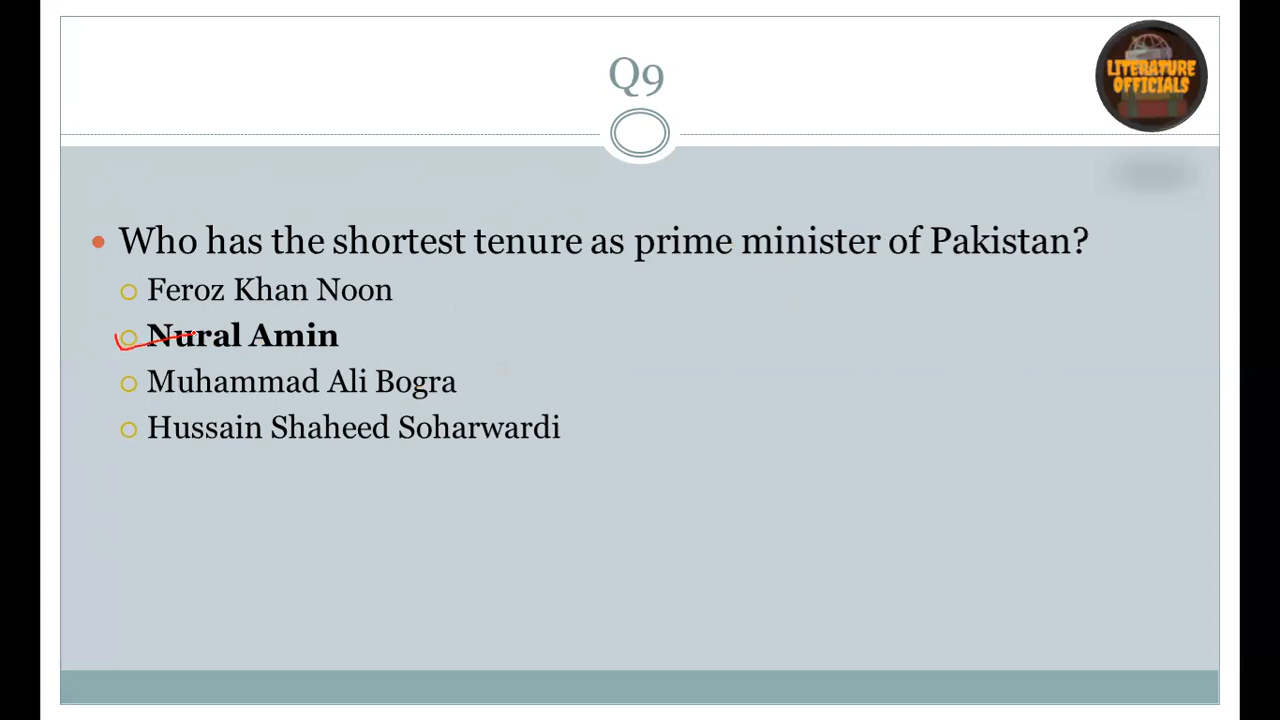 Q9
LITERATURE
OFFICIALS
Who has the shortest tenure as prime minister of Pakistan?
Feroz Khan Noon
Nural Amin
Muhammad Ali Bogra
Hussain Shaheed Soharwardi